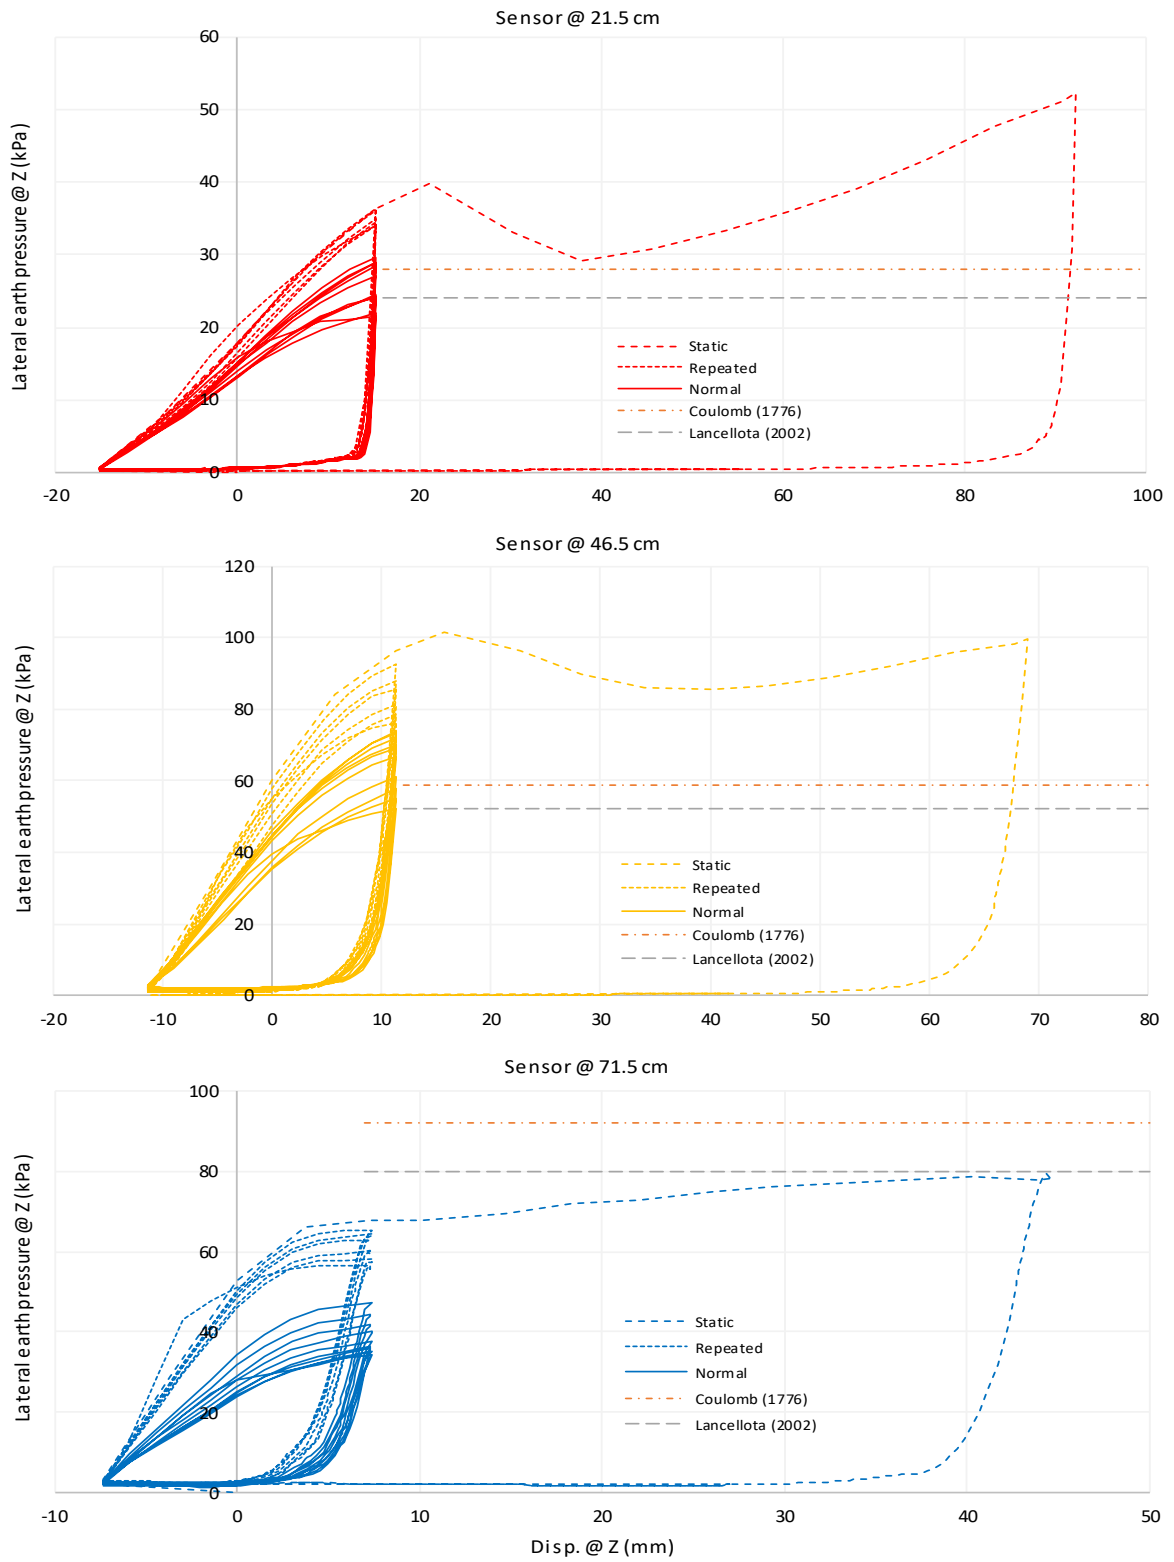 Sensor @ 21.5 cm
Lateral earth pressure @ Z (kPa)
60
50
40
30
20
10
0
-20 0 20 40 60 80 100
Static
Repeated
Normal
Coulomb (1776)
Lancellota (2002)
Sensor @ 46.5 cm
Lateral earth pressure @ Z (kPa)
120
100
80
60
40
20
0
-20 -10 0 10 20 30 40 50 60 70 80
Static
Repeated
Normal
Coulomb (1776)
Lancellota (2002)
Sensor @ 71.5 cm
Lateral earth pressure @ Z (kPa)
100
80
60
40
20
0
-10 0 10 20 30 40 50
Static
Repeated
Normal
Coulomb (1776)
Lancellota (2002)
Disp. @ Z (mm)